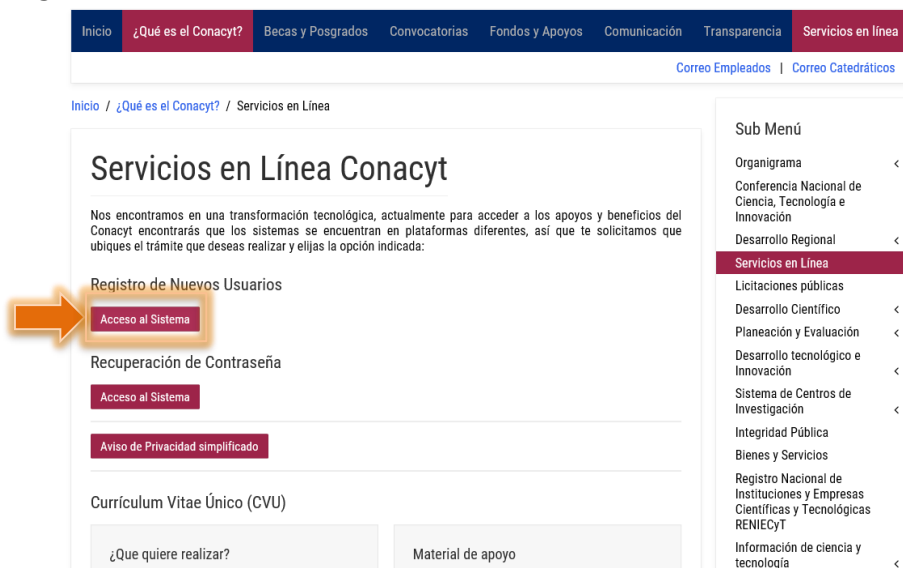 Inicio ¿Qué es el Conacyt? Becas y Posgrados Convocatorias Fondos y Apoyos Comunicación Transparencia Servicios en línea
Correo Empleados | Correo Catedráticos
Inicio / ¿Qué es el Conacyt? / Servicios en Línea
Servicios en Línea Conacyt
Nos encontramos en una transformación tecnológica, actualmente para acceder a los apoyos y beneficios del
Conacyt encontrarás que los sistemas se encuentran en plataformas diferentes, así que te solicitamos que
ubiques el trámite que deseas realizar y elijas la opción indicada:
Registro de Nuevos Usuarios
Acceso al Sistema
Recuperación de Contraseña
Acceso al Sistema
Aviso de Privacidad simplificado
Currículum Vitae Único (CVU)
¿Que quiere realizar?
Material de apoyo
Sub Menú
Organigrama
Conferencia Nacional de
Ciencia, Tecnología e
Innovación
Desarrollo Regional
Servicios en Línea
Licitaciones públicas
Desarrollo Científico
Planeación y Evaluación
Desarrollo tecnológico e
Innovación
Sistema de Centros de
Investigación
Integridad Pública
Bienes y Servicios
Registro Nacional de
Instituciones y Empresas
Científicas y Tecnológicas
RENIECyT
Información de ciencia y
tecnología